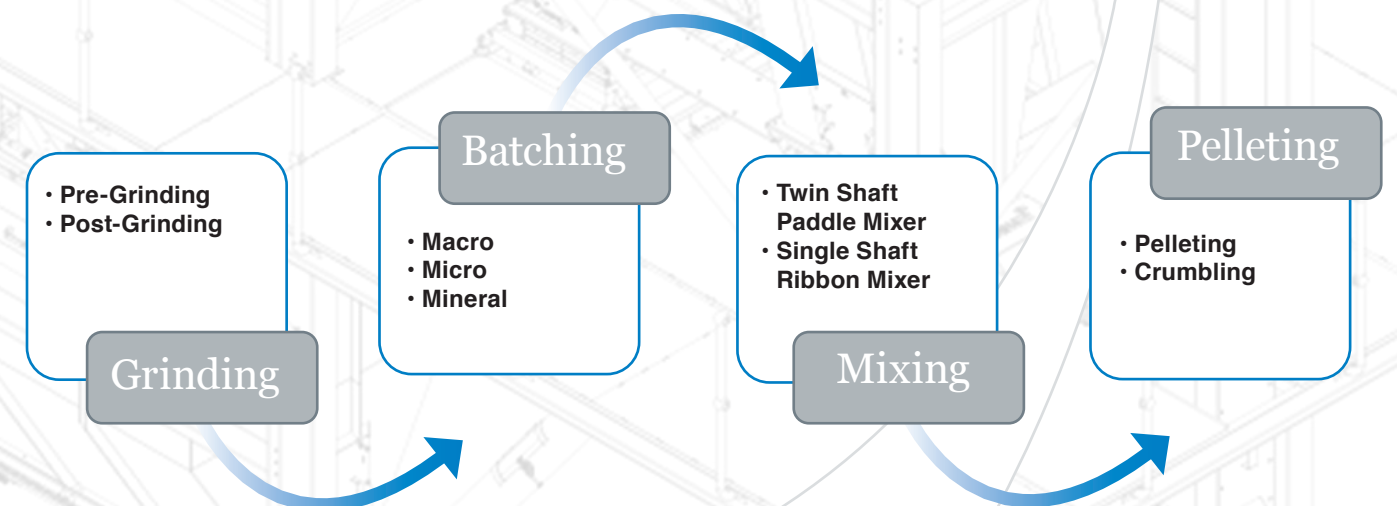 • Pre-Grinding
• Post-Grinding
Grinding
Batching
• Macro
• Micro
• Mineral
• Twin Shaft
Paddle Mixer
• Single Shaft
Ribbon Mixer
Mixing
Pelleting
• Pelleting
• Crumbling